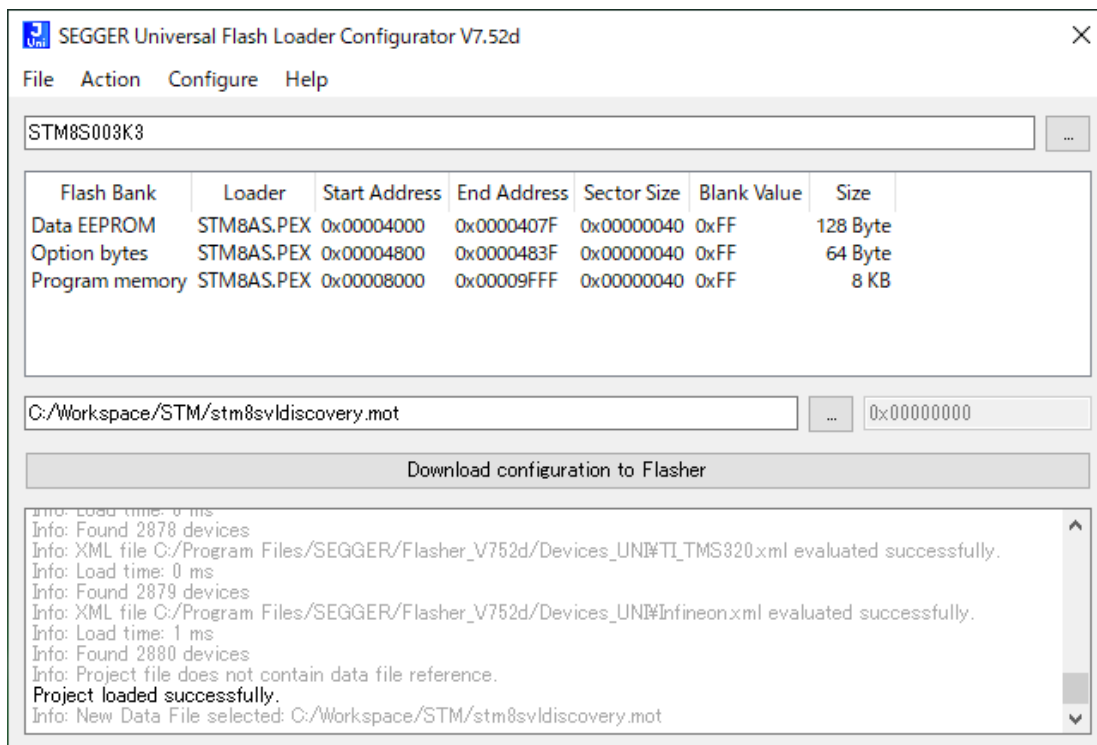 J
Uni
SEGGER Universal Flash Loader Configurator V7.52d
File Action Configure Help
STM8S003K3
...
Flash Bank Loader Start Address End Address Sector Size Blank Value Size
Data EEPROM STM8AS.PEX 0x00004000 0x0000407F 0x00000040 0xFF 128 Byte
Option bytes STM8AS.PEX 0x00004800 0x0000483F 0x00000040 0xFF 64 Byte
Program memory STM8AS.PEX 0x00008000 0x00009FFF 0x00000040 0xFF 8 KB
C:/Workspace/STM/stm8svldiscovery.mot ... 0x00000000
Download configuration to Flasher
Info: Load time: 0 ms
Info: Found 2878 devices
Info: XML file C:/Program Files/SEGGER/Flasher_V752d/Devices_UNI¥TI_TMS320.xml evaluated successfully.
Info: Load time: 0 ms
Info: Found 2879 devices
Info: XML file C:/Program Files/SEGGER/Flasher_V752d/Devices_UNI¥Infineon.xml evaluated successfully.
Info: Load time: 1 ms
Info: Found 2880 devices
Info: Project file does not contain data file reference.
Project loaded successfully.
Info: New Data File selected: C:/Workspace/STM/stm8svldiscovery.mot